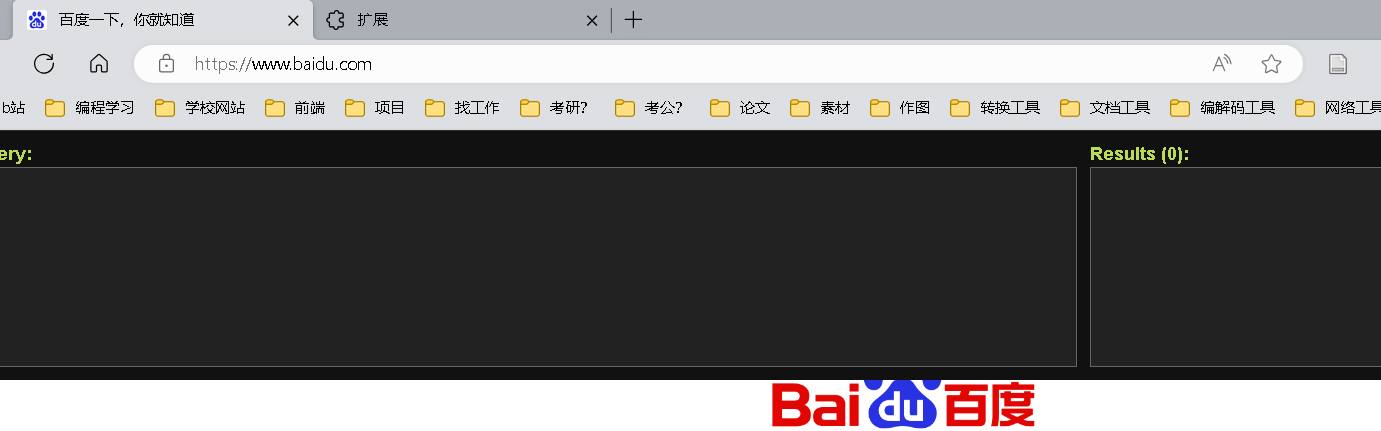 百度一下，你就知道
扩展
https://www.baidu.com
b站 编程学习 学校网站 前端 项目 找工作 考研? 考公? 论文 素材 作图 转换工具 文档工具 编解码工具 网络工具
ery: Results (0):
Bai du 百度